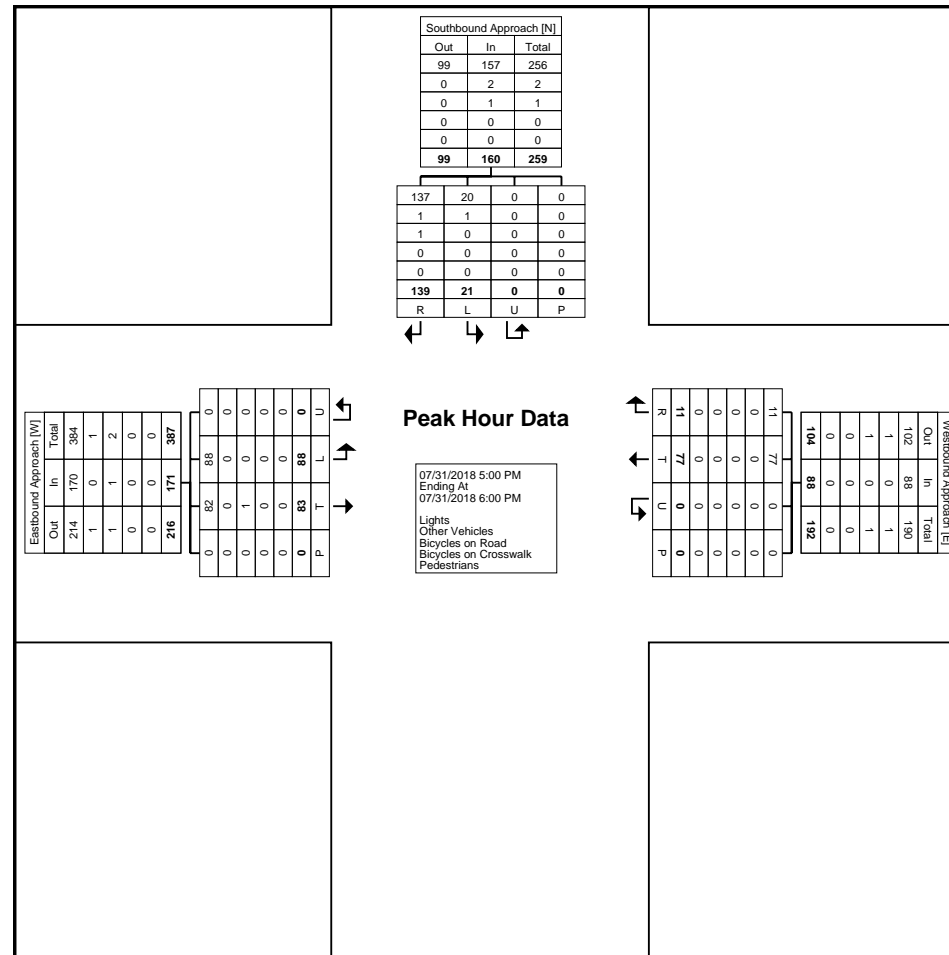 Southbound Approach [N]
Out In Total
99 157 256
0 2 2
0 1 1
0 0 0
0 0 0
99 160 259
137 20 0 0
1 1 0 0
1 0 0 0
0 0 0 0
0 0 0 0
139 21 0 0
R L U P
Eastbound Approach [W]
Out In Total
214 170 384
1 0 1
1 1 2
0 0 0
0 0 0
216 171 387
0 88 82 0
0 0 0 0
0 0 1 0
0 0 0 0
0 0 0 0
0 88 83 0
U L T P
Peak Hour Data
07/31/2018 5:00 PM
Ending At
07/31/2018 6:00 PM
Lights
Other Vehicles
Bicycles on Road
Bicycles on Crosswalk
Pedestrians
R T U P
11 77 0 0
0 0 0 0
0 0 0 0
0 0 0 0
0 0 0 0
11 77 0 0
Westbound Approach [E]
Out In Total
102 88 190
1 0 1
1 0 1
0 0 0
0 0 0
104 88 192